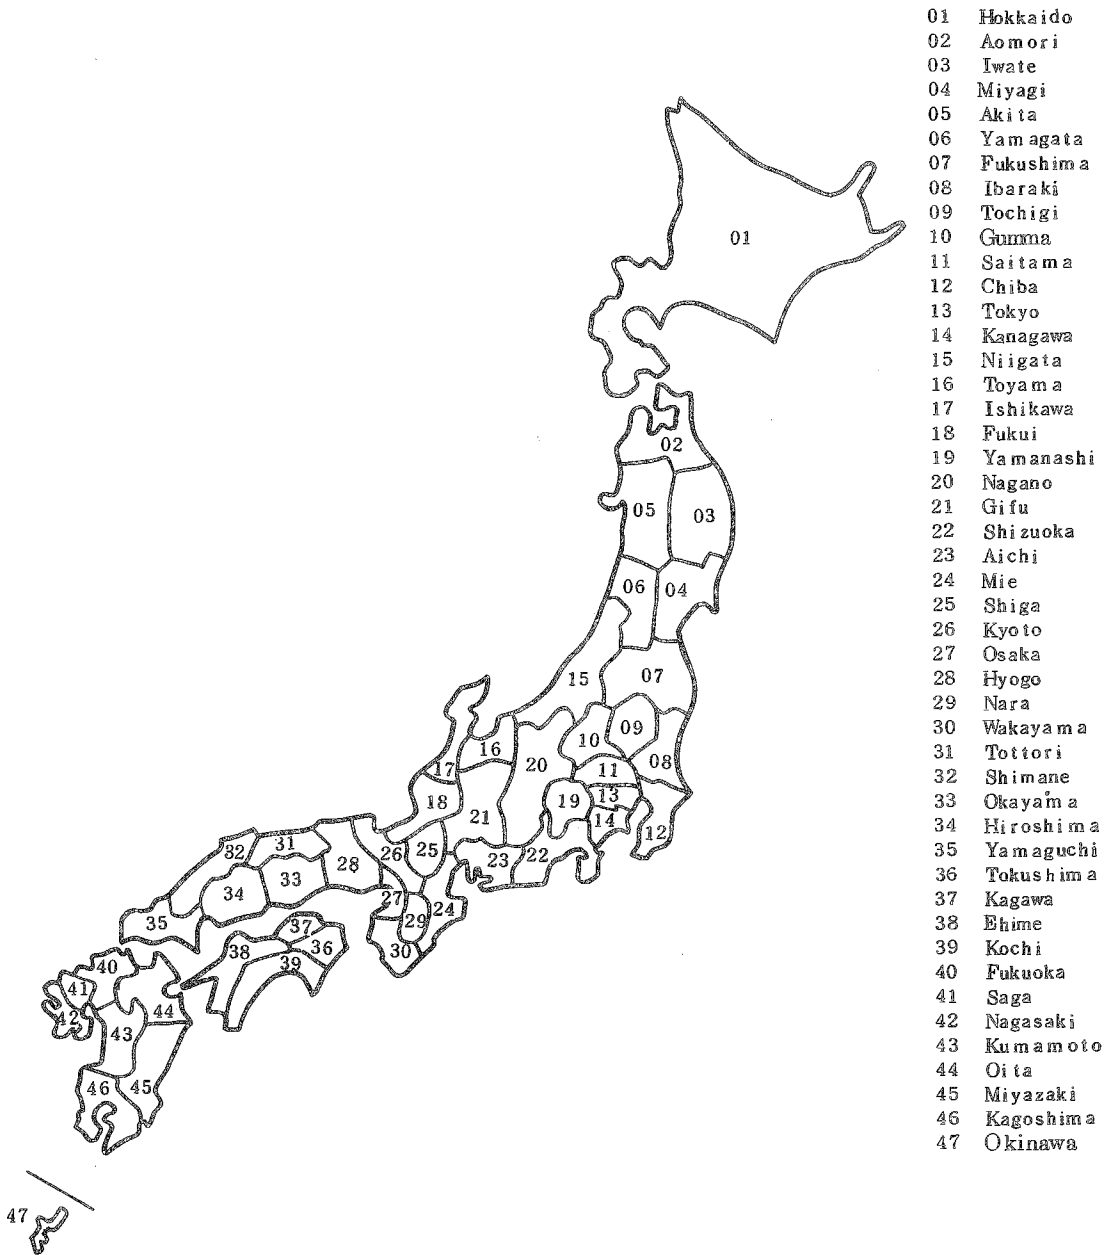 01 Hokkaido
02 Aomori
03 Iwate
04 Miyagi
05 Akita
06 Yamagata
07 Fukushima
08 Ibaraki
09 Tochigi
10 Gumma
11 Saitama
12 Chiba
13 Tokyo
14 Kanagawa
15 Niigata
16 Toyama
17 Ishikawa
18 Fukui
19 Yamanashi
20 Nagano
21 Gifu
22 Shizuoka
23 Aichi
24 Mie
25 Shiga
26 Kyoto
27 Osaka
28 Hyogo
29 Nara
30 Wakayama
31 Tottori
32 Shimane
33 Okayama
34 Hiroshima
35 Yamaguchi
36 Tokushima
37 Kagawa
38 Ehime
39 Kochi
40 Fukuoka
41 Saga
42 Nagasaki
43 Kumamoto
44 Oita
45 Miyazaki
46 Kagoshima
47 Okinawa
01
02
05
03
06
04
15
07
09
10
16
20
08
17
11
18
19
13
21
14
12
31
32
26
25
23
22
28
33
34
27
24
35
29
37
30
38
36
39
40
41
42
44
43
46
45
47